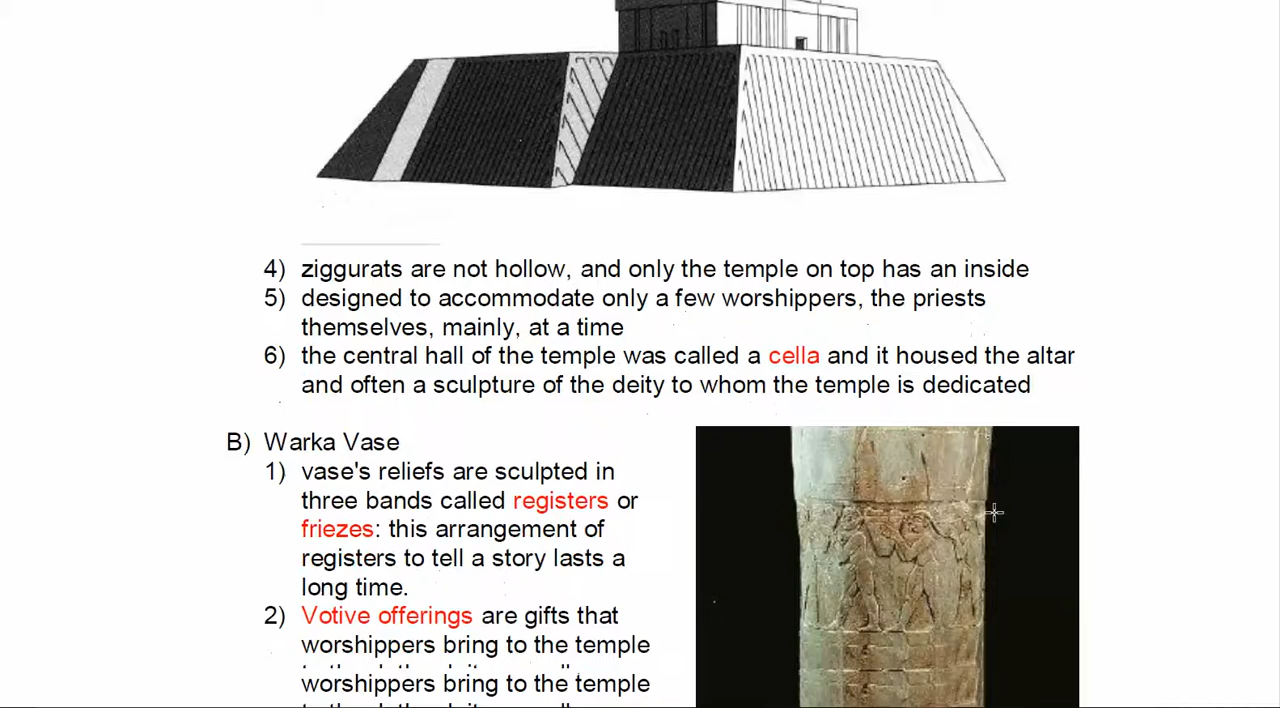 4) ziggurats are not hollow, and only the temple on top has an inside
5) designed to accommodate only a few worshippers, the priests
themselves, mainly, at a time
6) the central hall of the temple was called a cella and it housed the altar
and often a sculpture of the deity to whom the temple is dedicated
B) Warka Vase
1) vase's reliefs are sculpted in
three bands called registers or
friezes: this arrangement of
registers to tell a story lasts a
long time.
2) Votive offerings are gifts that
worshippers bring to the temple
worshippers bring to the temple